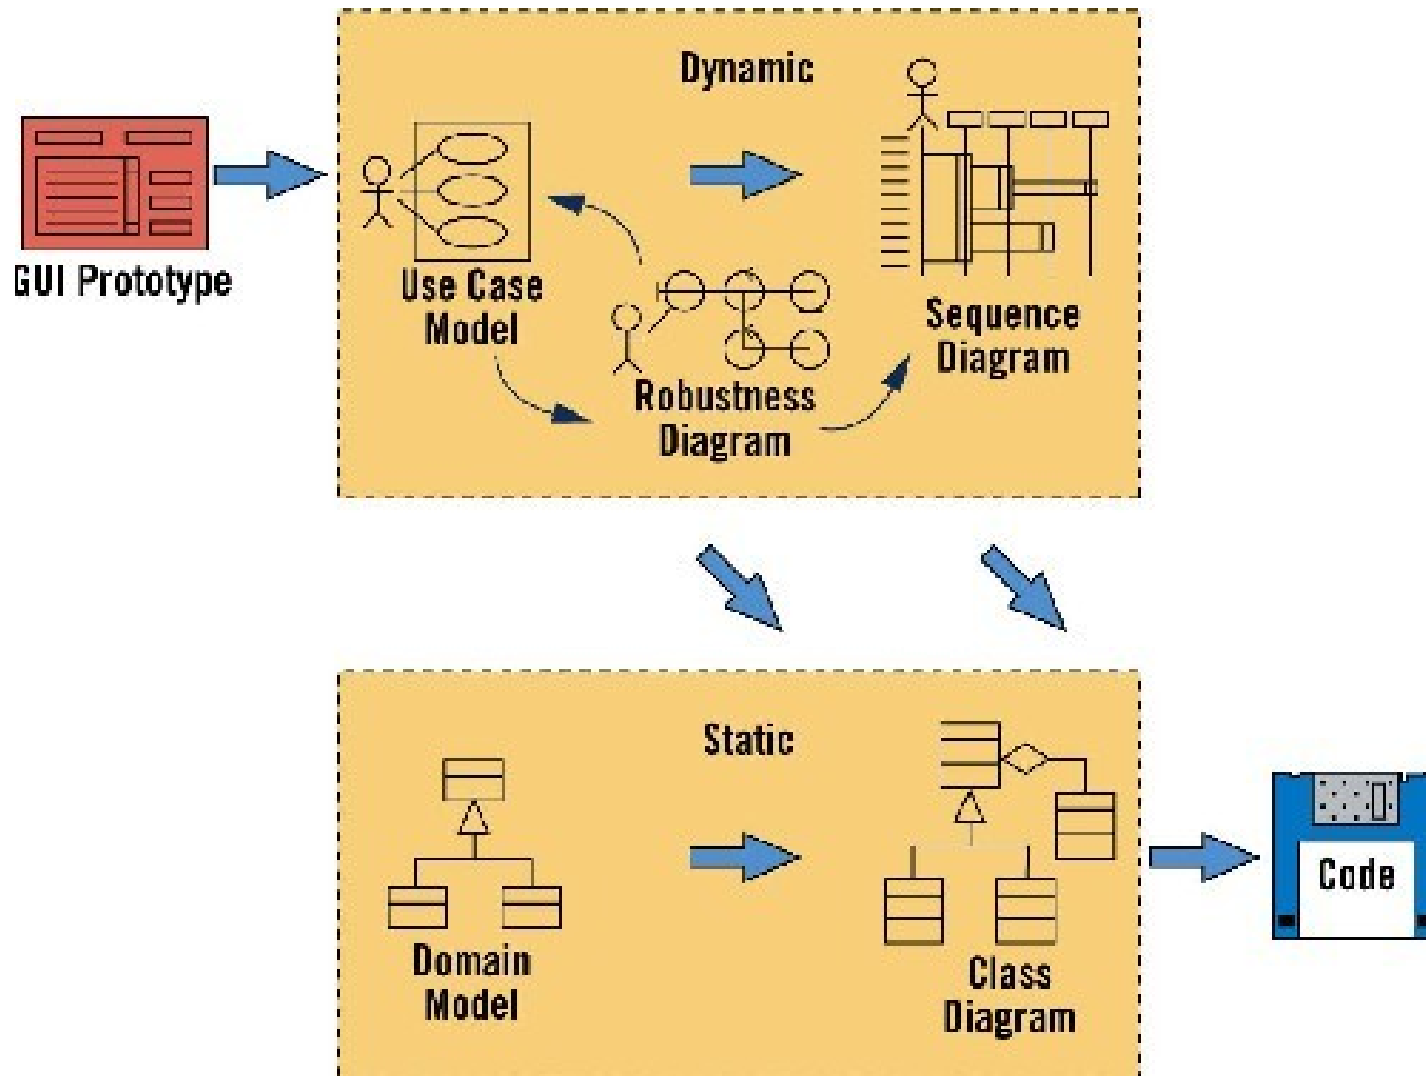 Dynamic
GUI Prototype
Use Case
Model
Robustness
Diagram
Sequence
Diagram
Static
Domain
Model
Class
Diagram
Code